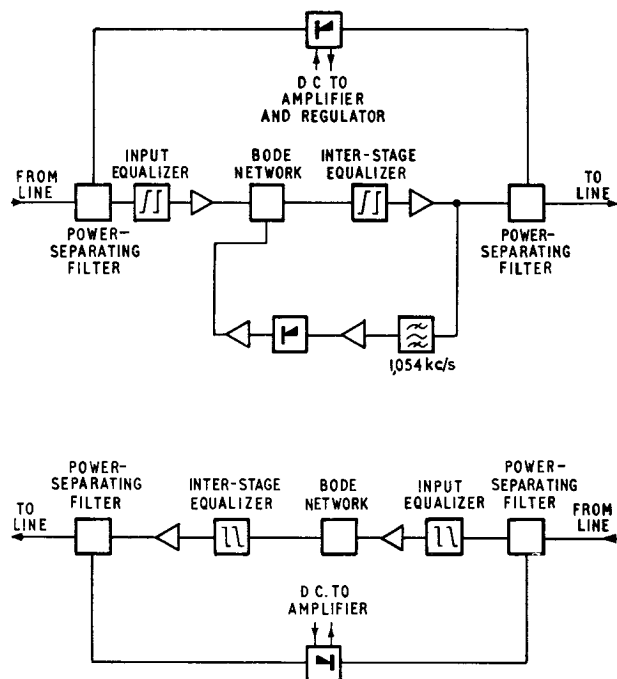 D C TO
AMPLIFIER
AND REGULATOR
INPUT
EQUALIZER
BODE
NETWORK
INTER-STAGE
EQUALIZER
FROM
LINE
TO
LINE
POWER-
SEPARATING
FILTER
POWER-
SEPARATING
FILTER
1,054 kc/s
POWER-
SEPARATING
FILTER
INTER-STAGE
EQUALIZER
BODE
NETWORK
INPUT
EQUALIZER
POWER-
SEPARATING
FILTER
TO
LINE
FROM
LINE
D C. TO
AMPLIFIER